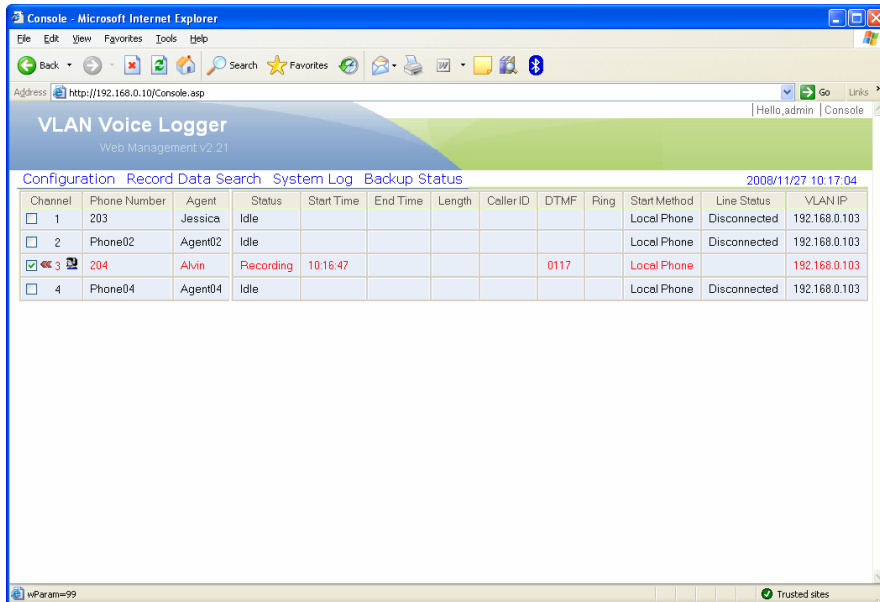 Console - Microsoft Internet Explorer
File Edit View Favorites Tools Help
Back Search Favorites
Address http://192.168.0.10/Console.asp Go Links
Hello,admin Console
VLAN Voice Logger
Web Management v2.21
Configuration Record Data Search System Log Backup Status 2008/11/27 10:17:04
Channel Phone Number Agent Status Start Time End Time Length Caller ID DTMF Ring Start Method Line Status VLAN IP
1 203 Jessica Idle Local Phone Disconnected 192.168.0.103
2 Phone02 Agent02 Idle Local Phone Disconnected 192.168.0.103
3 204 Alvin Recording 10:16:47 0117 Local Phone 192.168.0.103
4 Phone04 Agent04 Idle Local Phone Disconnected 192.168.0.103
wParam=99 Trusted sites